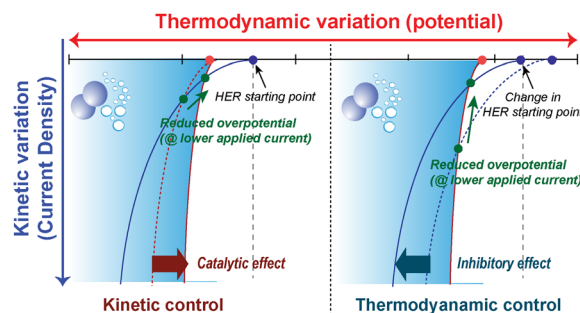 Thermodynamic variation (potential)
Kinetic variation
(Current Density)
HER starting point
Reduced overpotential
(@ lower applied current)
Catalytic effect
Kinetic control
Change in
HER starting point
Reduced overpotential
(@ lower applied current)
Inhibitory effect
Thermodyanamic control